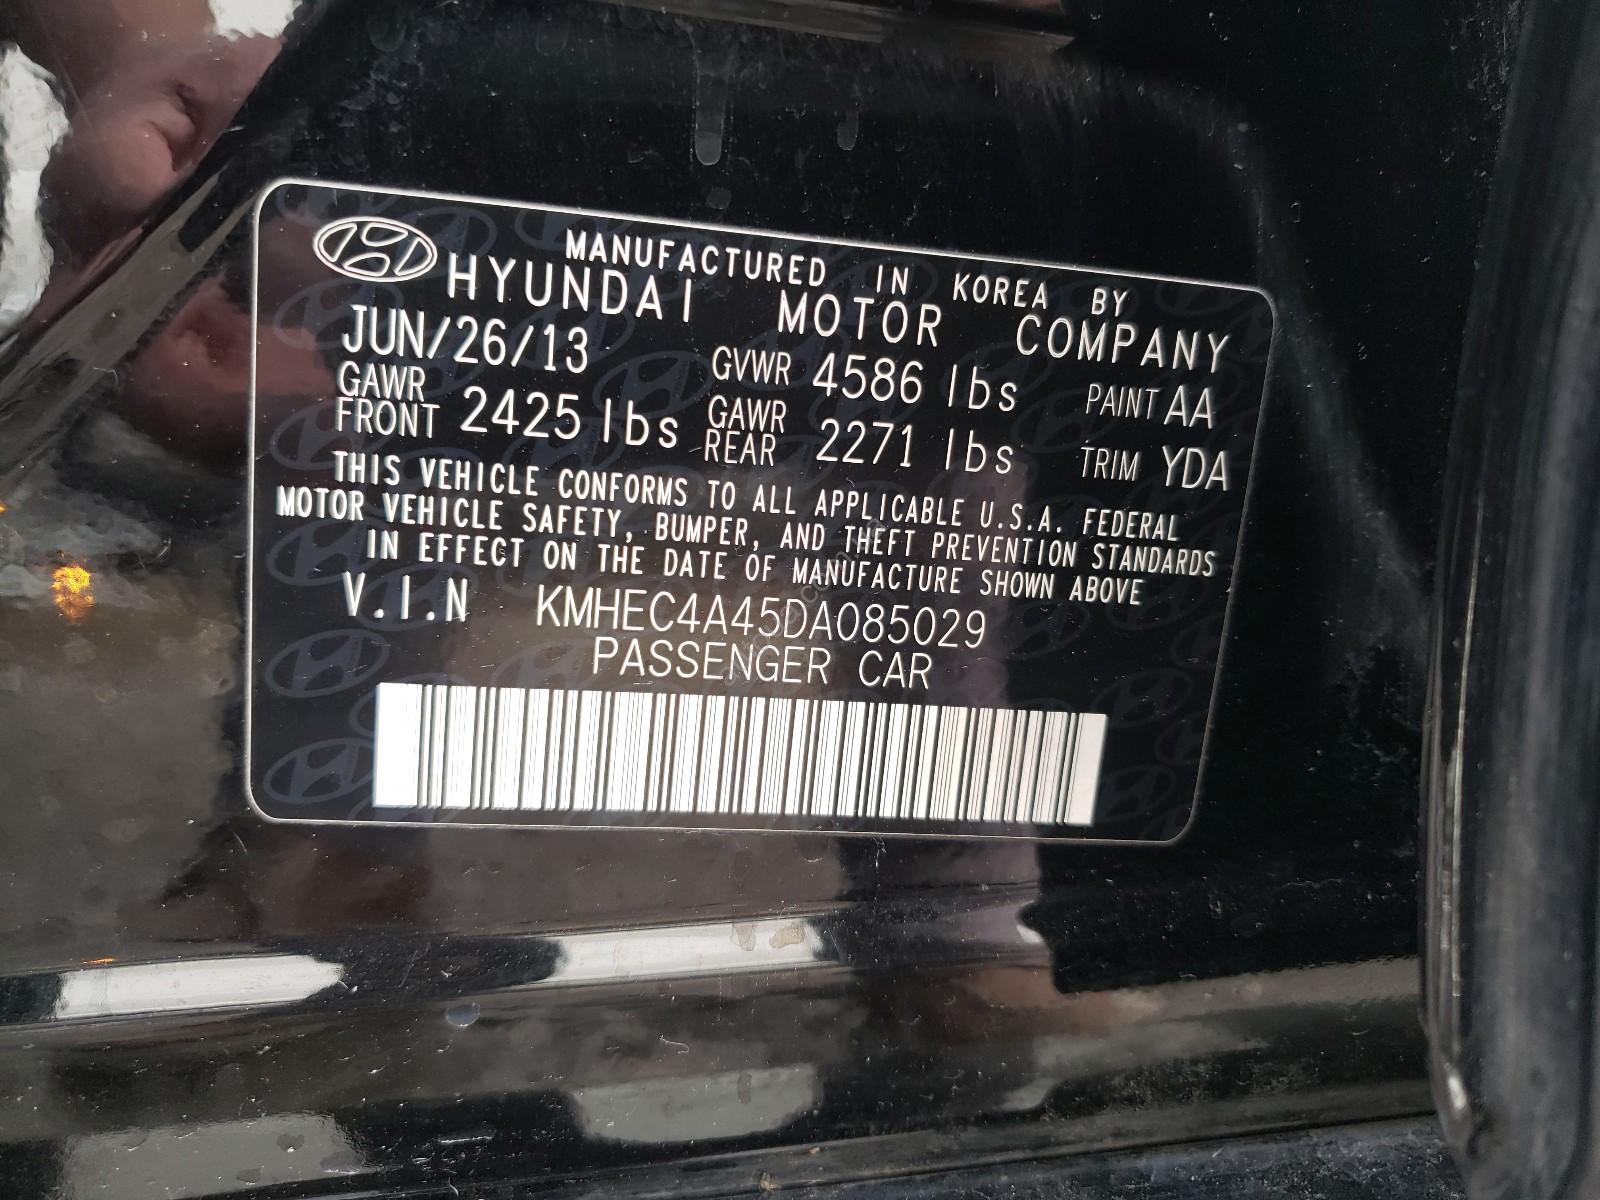 MANUFACTURED IN KOREA BY
HYUNDAI MOTOR COMPANY
JUN/26/13 GVWR 4586 lbs PAINT AA
GAWR FRONT 2425 lbs GAWR REAR 2271 lbs TRIM YDA
THIS VEHICLE CONFORMS TO ALL APPLICABLE U.S.A. FEDERAL
MOTOR VEHICLE SAFETY, BUMPER, AND THEFT PREVENTION STANDARDS
IN EFFECT ON THE DATE OF MANUFACTURE SHOWN ABOVE
V.I.N KMHEC4A45DA085029
PASSENGER CAR